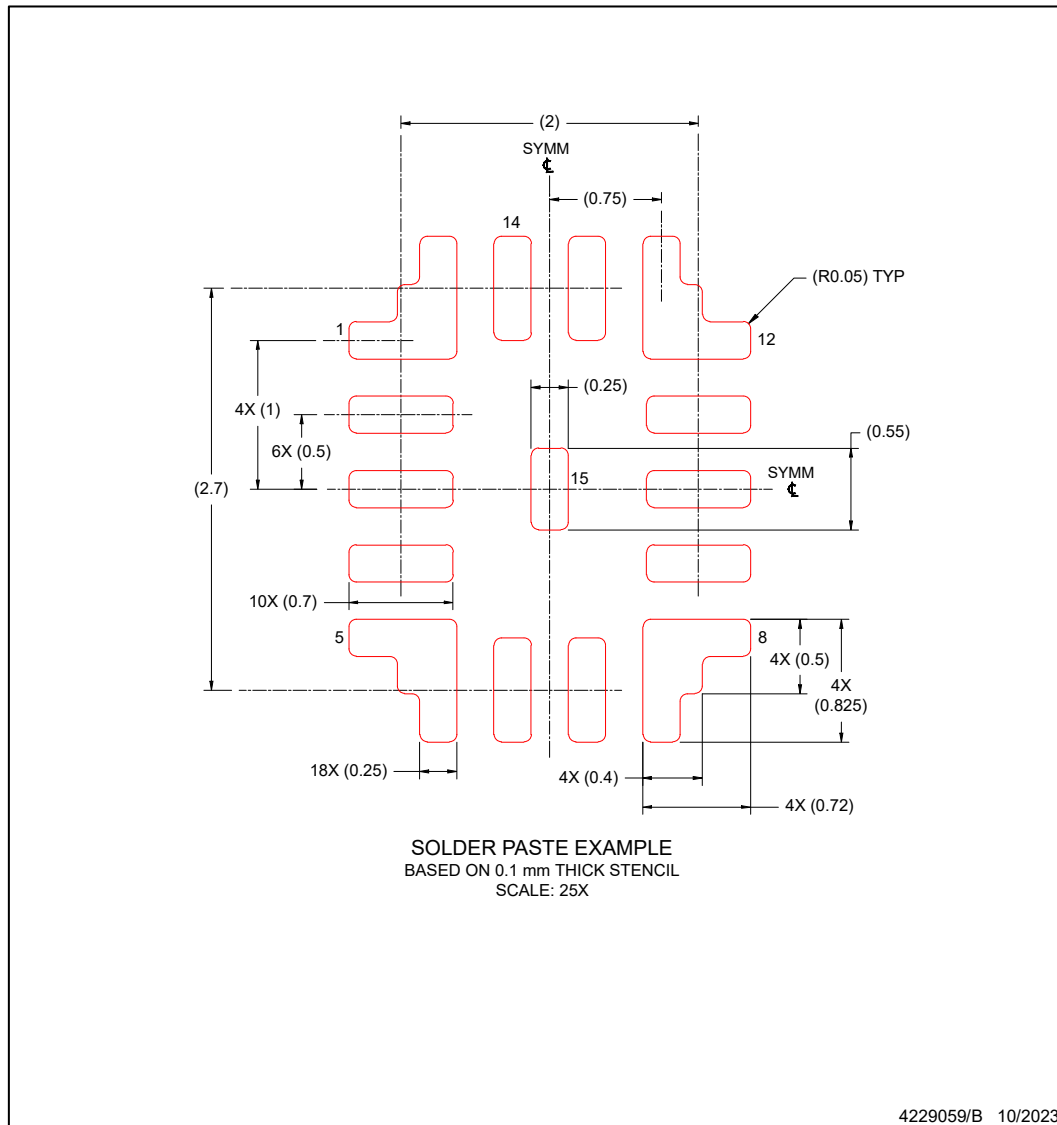 (2)
SYMM
℄
(0.75)
14
(R0.05) TYP
1
12
(0.25)
4X (1)
(0.55)
6X (0.5)
15
SYMM
℄
(2.7)
10X (0.7)
5
8
4X (0.5)
4X
(0.825)
18X (0.25)
4X (0.4)
4X (0.72)
SOLDER PASTE EXAMPLE
BASED ON 0.1 mm THICK STENCIL
SCALE: 25X
4229059/B 10/2023